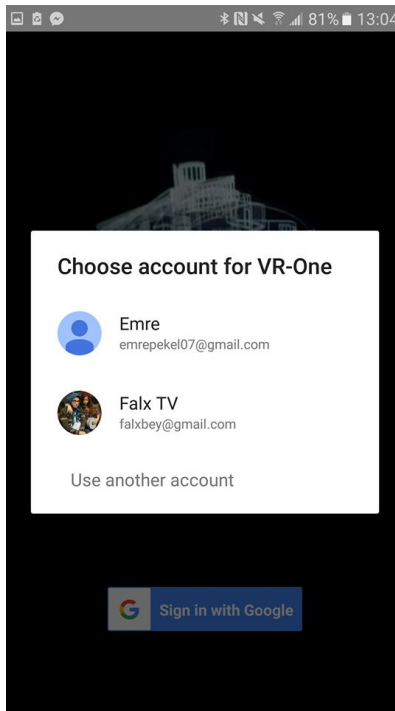 81% 13:04
Choose account for VR-One
Emre
emrepekel07@gmail.com
Falx TV
falxbey@gmail.com
Use another account
Sign in with Google